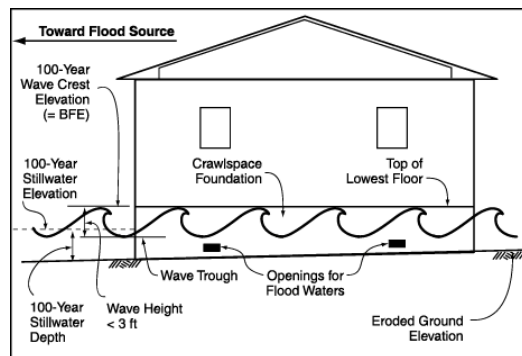 Toward Flood Source
100-Year
Wave Crest
Elevation
(= BFE)
100-Year
Stillwater
Elevation
Crawlspace
Foundation
Top of
Lowest Floor
Wave Trough
Openings for
Flood Waters
100-Year
Stillwater
Depth
Wave Height
< 3 ft
Eroded Ground
Elevation